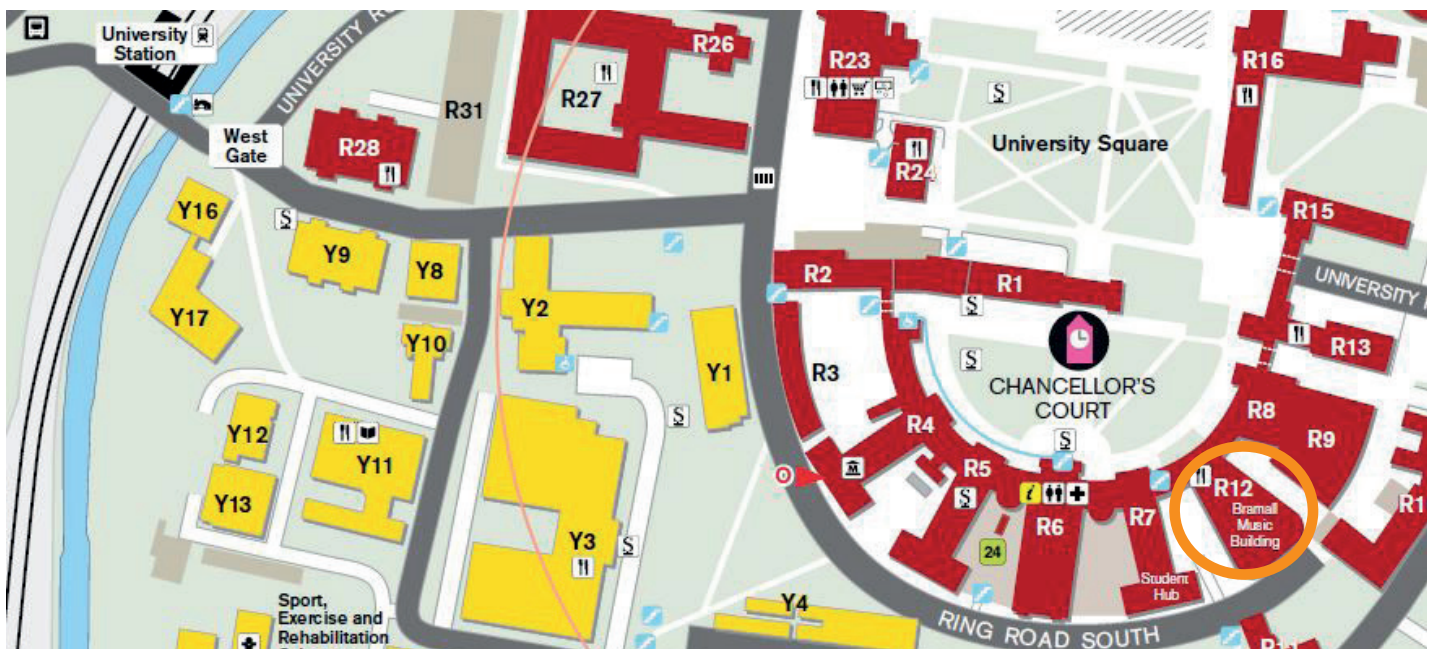 University
Station
UNIVERSITY
West
Gate
R31
R28
R27
R26
R23
R24
University Square
R16
R15
UNIVERSITY
R13
Y16
Y17
Y9
Y8
Y10
Y2
Y1
R2
R1
R3
R4
R5
R6
R7
R8
R9
CHANCELLOR'S
COURT
S
S
S
S
S
S
S
S
M
O
i
24
R12
Bramall
Music
Building
Student
Hub
Y12
Y13
Y11
Y3
Y4
RING ROAD SOUTH
Sport,
Exercise and
Rehabilitation